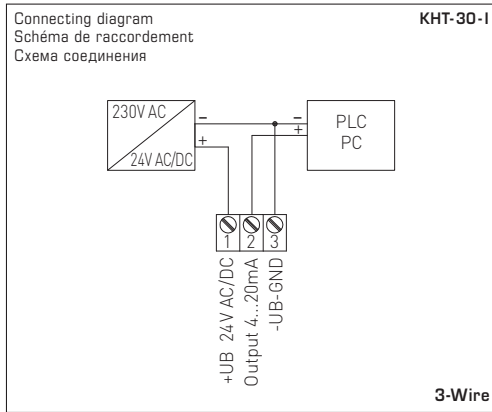 Connecting diagram
KHT-30-I
Schéma de raccordement
Схема соединения
230V AC
24V AC/DC
–
+
–
+
PLC
PC
1
2
3
+UB 24V AC/DC
Output 4...20mA
-UB-GND
3-Wire